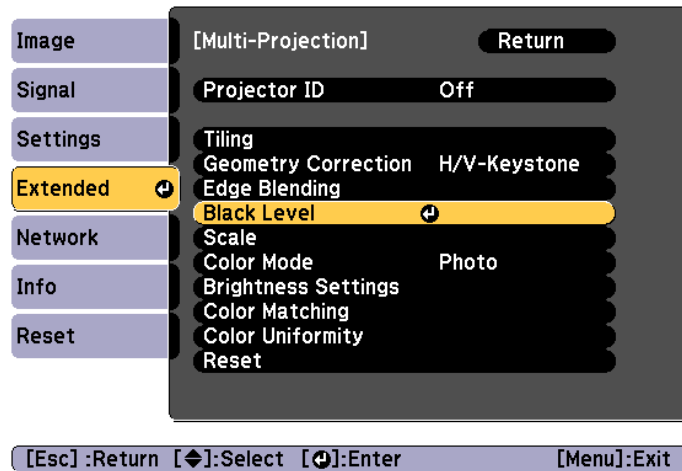 Image
Signal
Settings
Extended
Network
Info
Reset
[Multi-Projection] Return
Projector ID Off
Tiling
Geometry Correction H/V-Keystone
Edge Blending
Black Level
Scale
Color Mode Photo
Brightness Settings
Color Matching
Color Uniformity
Reset
[Esc] :Return [◆]:Select [↵]:Enter [Menu]:Exit